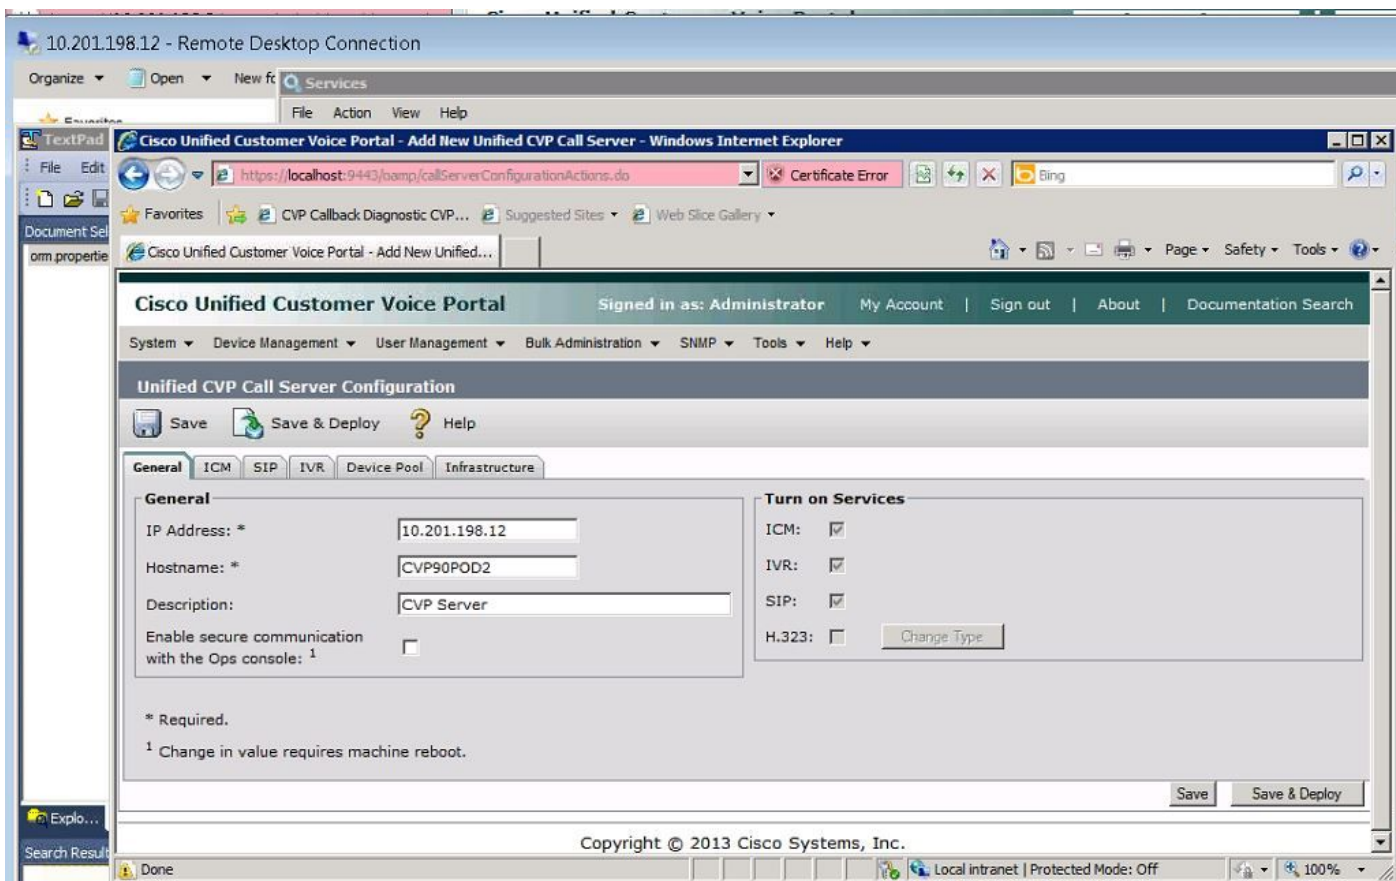 10.201.198.12 - Remote Desktop Connection
Organize Open New fc
Services
Favorites
File Action View Help
TextPad
Cisco Unified Customer Voice Portal - Add New Unified CVP Call Server - Windows Internet Explorer
File Edit
https://localhost:9443/oamp/callServerConfigurationActions.do
Certificate Error
Bing
Favorites CVP Callback Diagnostic CVP... Suggested Sites Web Slice Gallery
Document Sel
orm.propertie
Cisco Unified Customer Voice Portal - Add New Unified...
Page Safety Tools
Cisco Unified Customer Voice Portal
Signed in as: Administrator My Account | Sign out | About | Documentation Search
System Device Management User Management Bulk Administration SNMP Tools Help
Unified CVP Call Server Configuration
Save Save & Deploy Help
General ICM SIP IVR Device Pool Infrastructure
General
IP Address: * 10.201.198.12
Hostname: * CVP90POD2
Description: CVP Server
Enable secure communication
with the Ops console: 1
Turn on Services
ICM:
IVR:
SIP:
H.323: Change Type
* Required.
1 Change in value requires machine reboot.
Save Save & Deploy
Explo...
Copyright © 2013 Cisco Systems, Inc.
Search Result
Done
Local intranet | Protected Mode: Off
100%